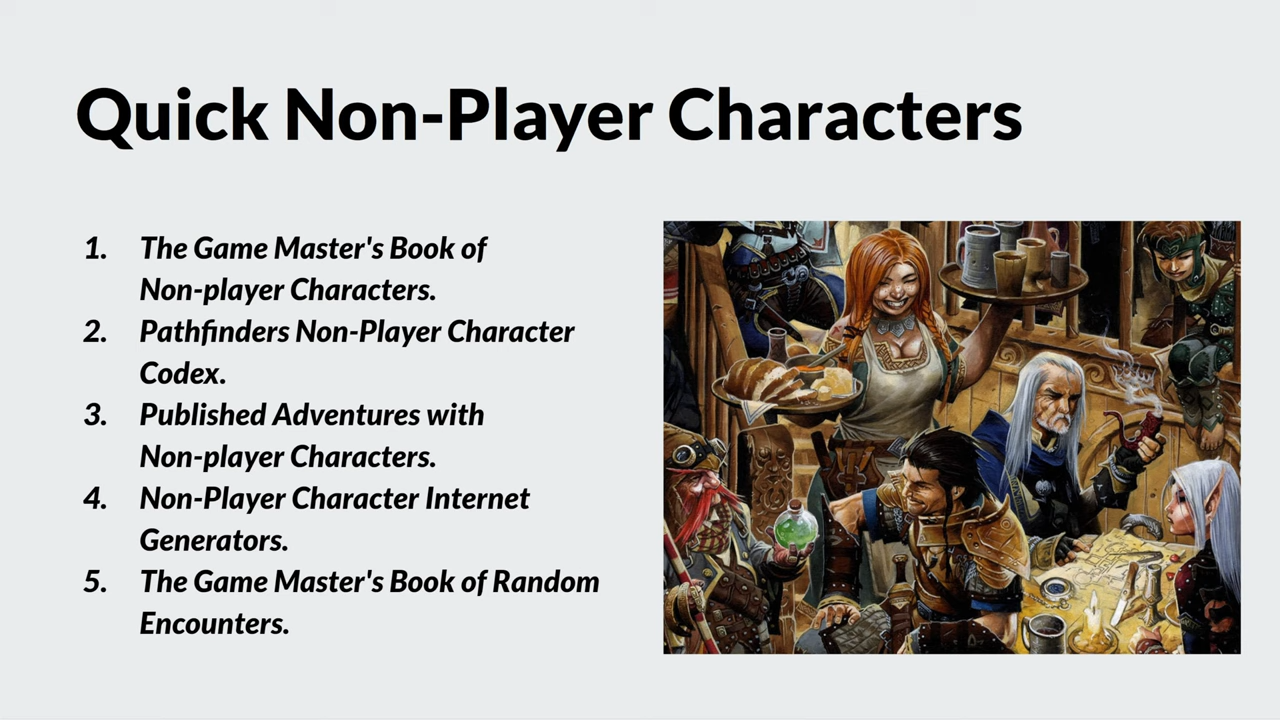 Quick Non-Player Characters
1. The Game Master's Book of
Non-player Characters.
2. Pathfinders Non-Player Character
Codex.
3. Published Adventures with
Non-player Characters.
4. Non-Player Character Internet
Generators.
5. The Game Master's Book of Random
Encounters.